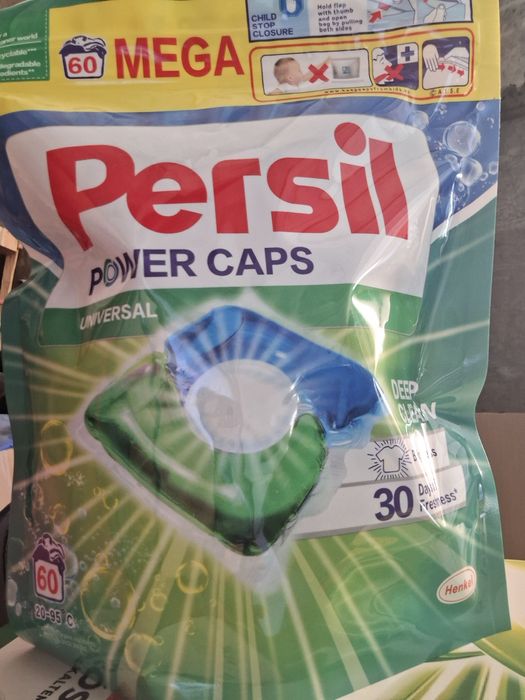 CHILD
STOP
CLOSURE
Hold flap
with thumb
and open
bag by pulling
both sides
60 MEGA
Persil
POWER CAPS
UNIVERSAL
DEEP
CLEAN
30 Days
Freshness*
60
20-95°C
Henkel